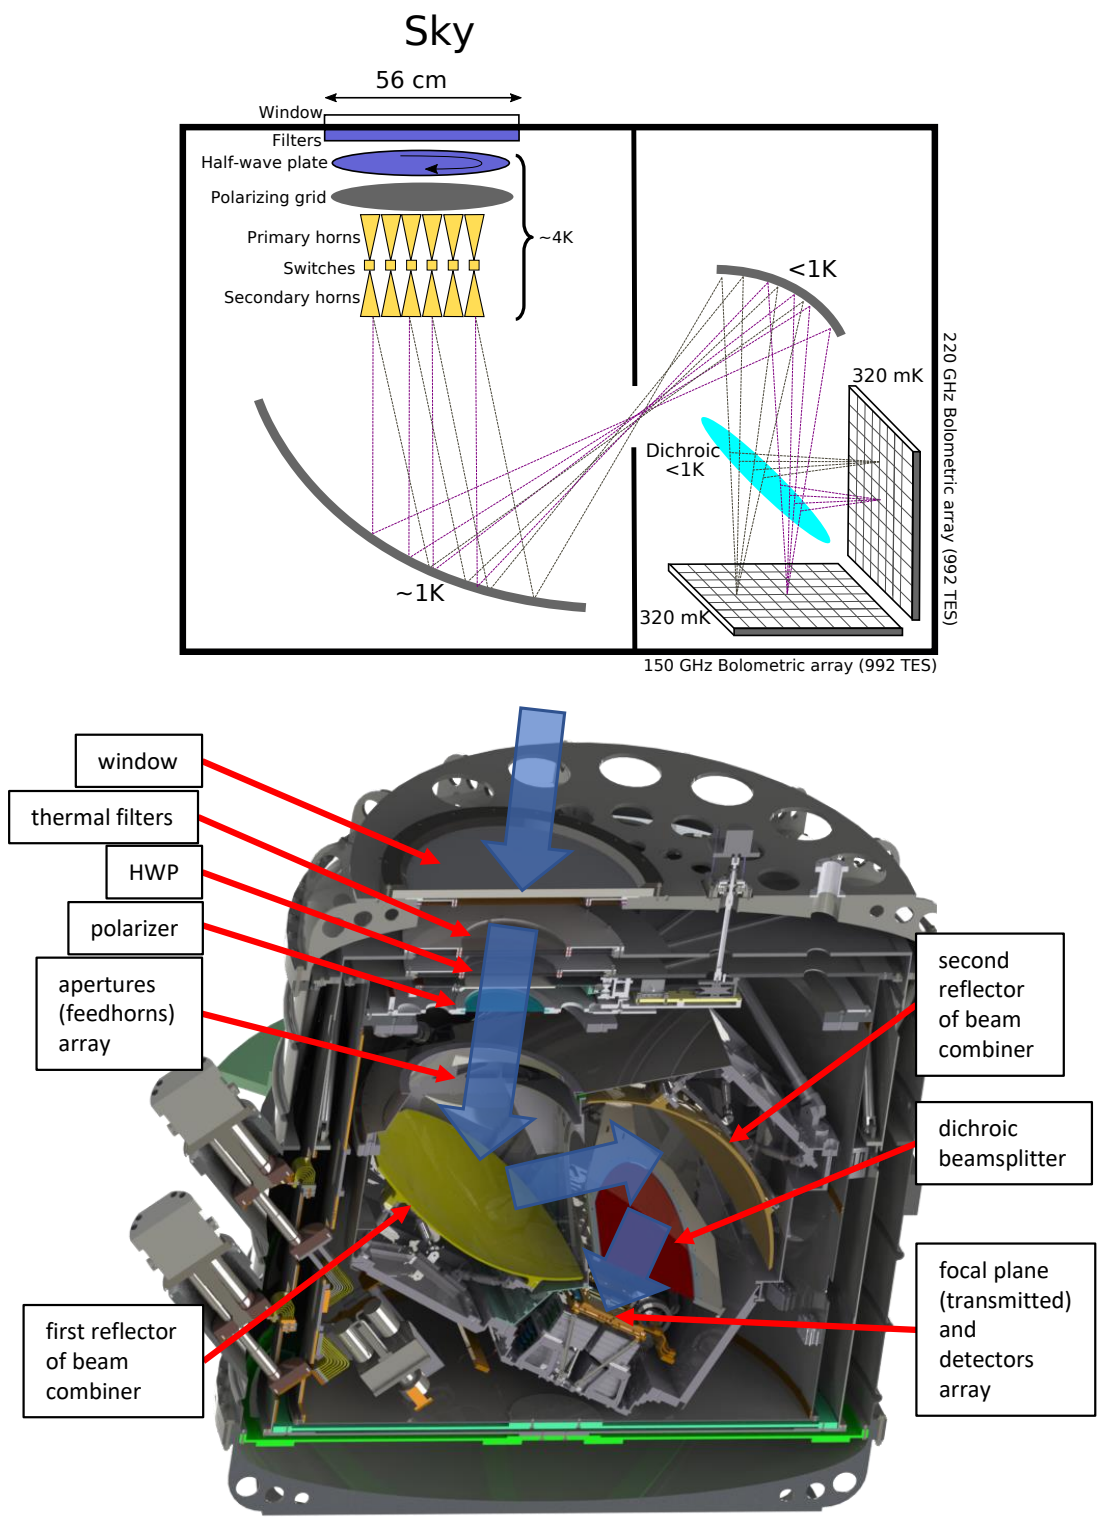 Sky
56 cm
Window
Filters
Half-wave plate
Polarizing grid
Primary horns
Switches
Secondary horns
~4K
<1K
~1K
Dichroic
<1K
320 mK
320 mK
220 GHz Bolometric array (992 TES)
150 GHz Bolometric array (992 TES)
window
thermal filters
HWP
polarizer
apertures
(feedhorns)
array
first reflector
of beam
combiner
second
reflector
of beam
combiner
dichroic
beamsplitter
focal plane
(transmitted)
and
detectors
array